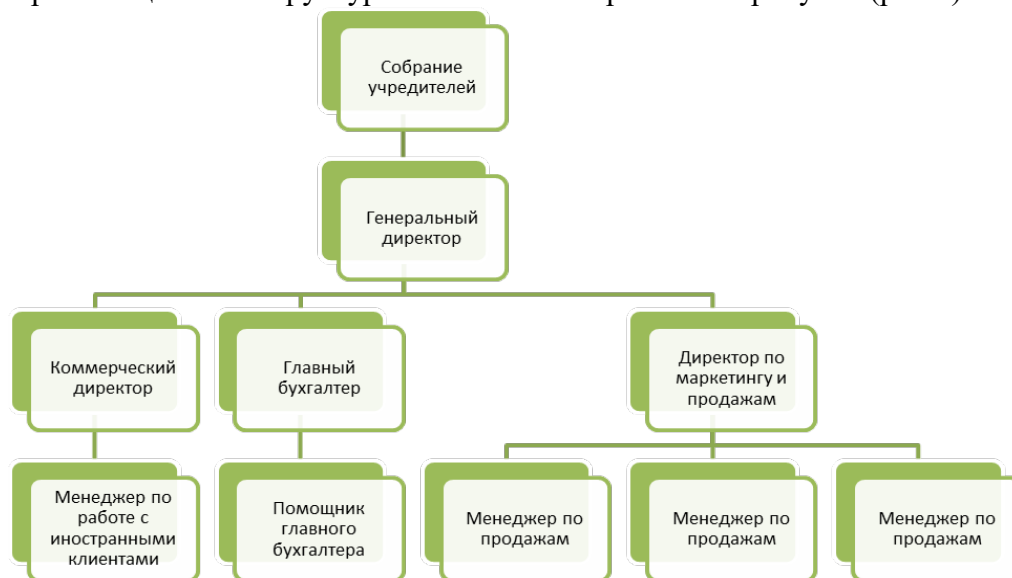 Собрание
учредителей
Генеральный
директор
Коммерческий
директор
Главный
бухгалтер
Директор по
маркетингу и
продажам
Менеджер по
работе с
иностранными
клиентами
Помощник
главного
бухгалтера
Менеджер по
продажам
Менеджер по
продажам
Менеджер по
продажам